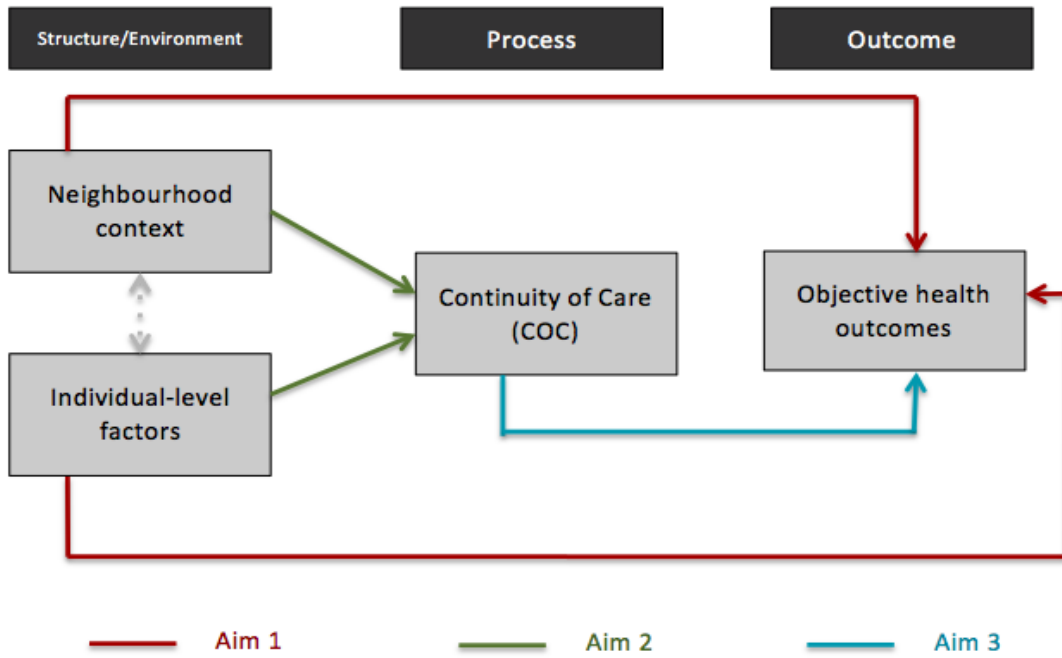 Structure/Environment
Process
Outcome
Neighbourhood
context
Individual-level
factors
Continuity of Care
(COC)
Objective health
outcomes
Aim 1
Aim 2
Aim 3